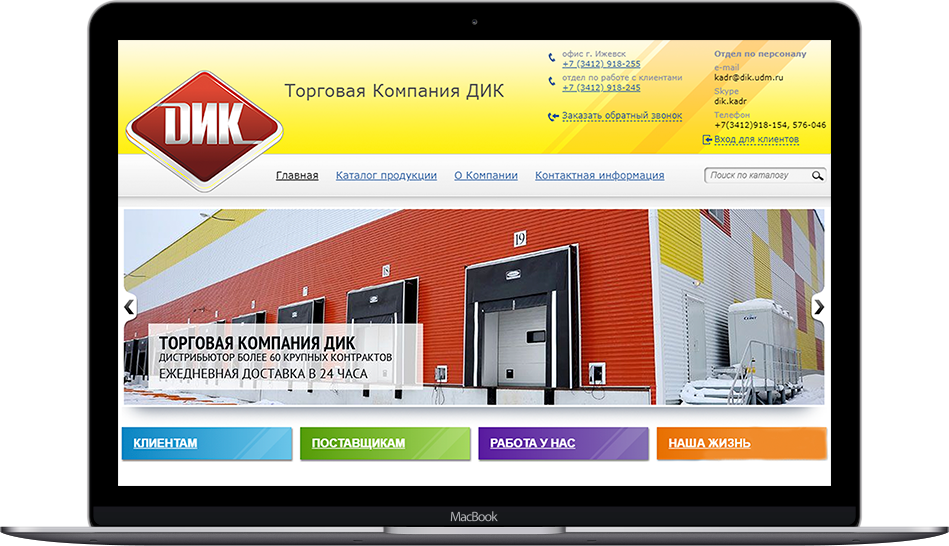 ДИК
Торговая Компания ДИК
офис г. Ижевск
+7 (3412) 918-255
отдел по работе с клиентами
+7 (3412) 918-245
Заказать обратный звонок
Отдел по персоналу
e-mail
kadr@dik.udm.ru
Skype
dik.kadr
Телефон
+7(3412)918-154, 576-046
Вход для клиентов
Главная Каталог продукции О Компании Контактная информация
Поиск по каталогу
19
18
ТОРГОВАЯ КОМПАНИЯ ДИК
ДИСТРИБЬЮТОР БОЛЕЕ 60 КРУПНЫХ КОНТРАКТОВ
ЕЖЕДНЕВНАЯ ДОСТАВКА В 24 ЧАСА
КЛИЕНТАМ ПОСТАВЩИКАМ РАБОТА У НАС НАША ЖИЗНЬ
MacBook